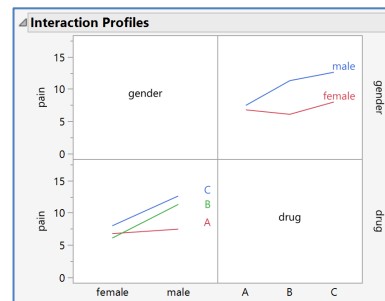 Interaction Profiles
pain
15
10
5
0
gender
male
female
gender
pain
15
10
5
0
C
B
A
drug
drug
female male A B C